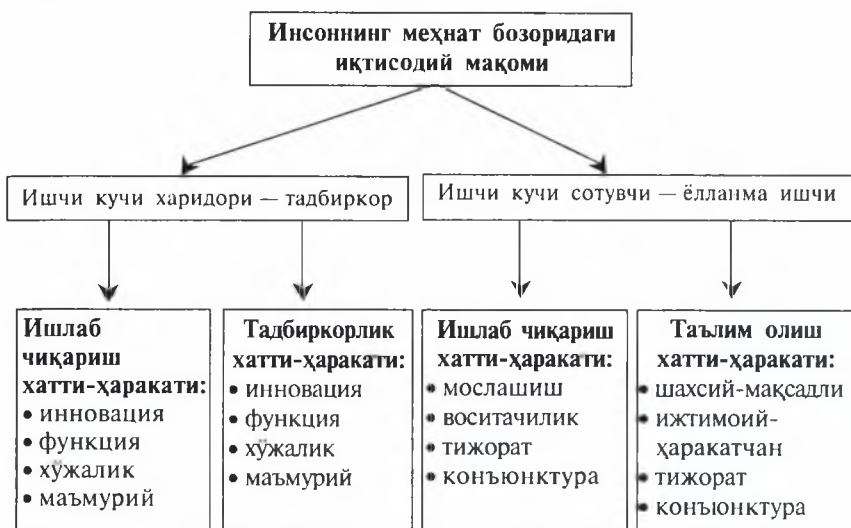 Инсоннинг меҳнат бозоридаги
иқтисодий мақоми
Ишчи кучи харидори — тадбиркор
Ишчи кучи сотувчи — ёлланма ишчи
Ишлаб
чиқариш
хатти-ҳаракати:
• инновация
• функция
• хўжалик
• маъмурий
Тадбиркорлик
хатти-ҳаракати:
• инновация
• функция
• хўжалик
• маъмурий
Ишлаб чиқариш
хатти-ҳаракати:
• мослашиш
• воситачилик
• тижорат
• конъюнктура
Таълим олиш
хатти-ҳаракати:
• шахсий-мақсадли
• ижтимоий-
ҳаракатчан
• тижорат
• конъюнктура